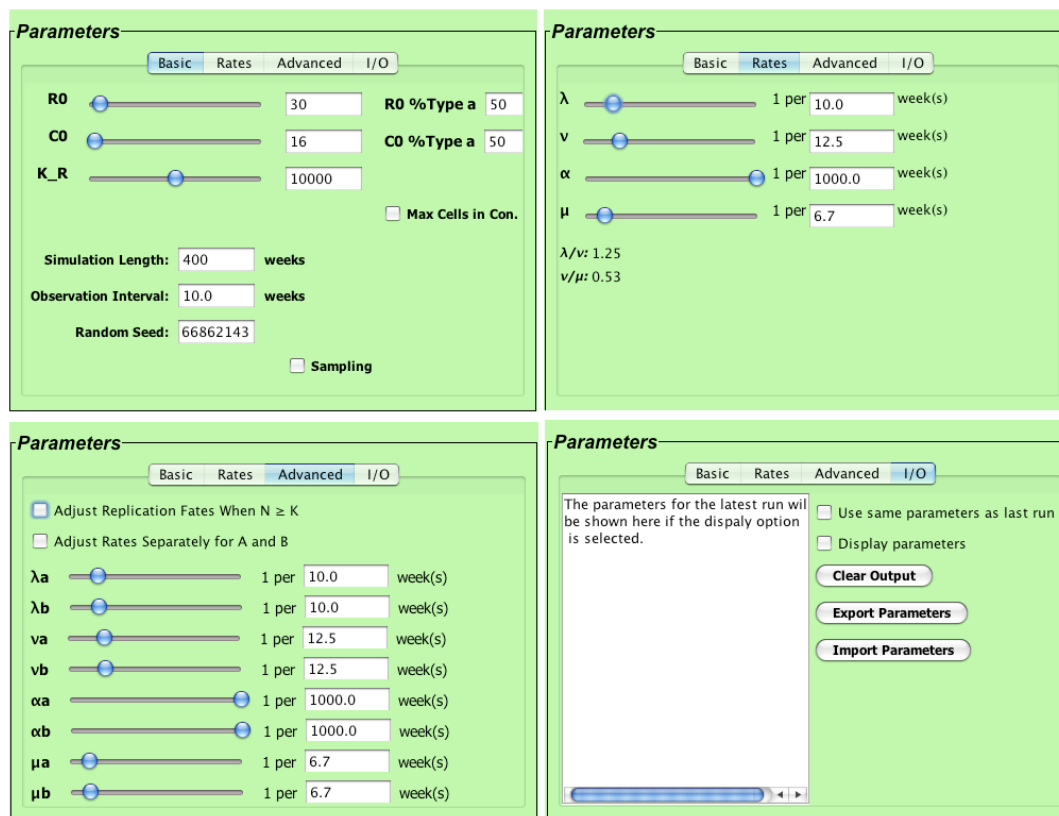 Parameters
Basic Rates Advanced I/O
R0 30 R0 %Type a 50
C0 16 C0 %Type a 50
K_R 10000
Max Cells in Con.
Simulation Length: 400 weeks
Observation Interval: 10.0 weeks
Random Seed: 66862143
Sampling
Parameters
Basic Rates Advanced I/O
λ 1 per 10.0 week(s)
ν 1 per 12.5 week(s)
α 1 per 1000.0 week(s)
μ 1 per 6.7 week(s)
λ/ν: 1.25
ν/μ: 0.53
Parameters
Basic Rates Advanced I/O
Adjust Replication Fates When N ≥ K
Adjust Rates Separately for A and B
λa 1 per 10.0 week(s)
λb 1 per 10.0 week(s)
νa 1 per 12.5 week(s)
νb 1 per 12.5 week(s)
αa 1 per 1000.0 week(s)
αb 1 per 1000.0 week(s)
μa 1 per 6.7 week(s)
μb 1 per 6.7 week(s)
Parameters
Basic Rates Advanced I/O
The parameters for the latest run wil
be shown here if the dispaly option
is selected.
Use same parameters as last run
Display parameters
Clear Output
Export Parameters
Import Parameters